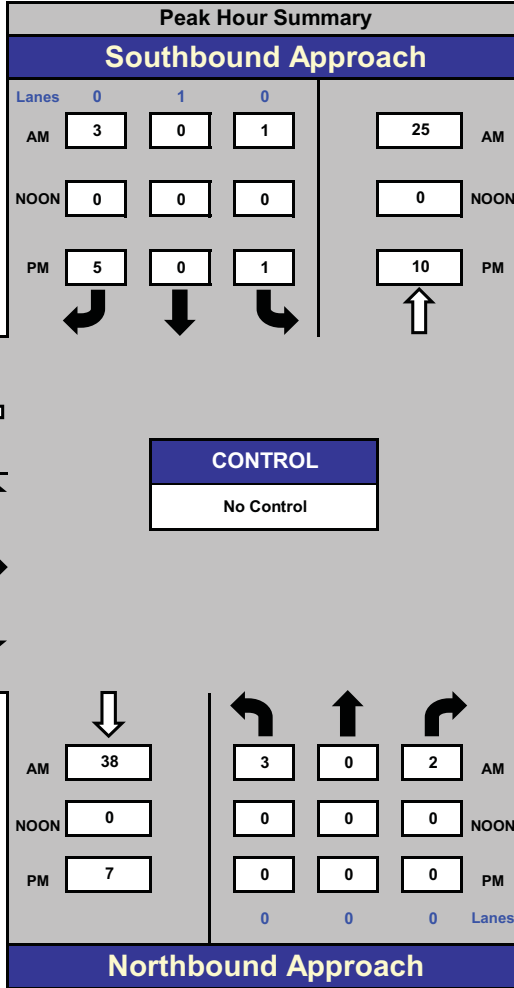 Peak Hour Summary
Southbound Approach
Lanes 0 1 0
AM 3 0 1 25 AM
NOON 0 0 0 0 NOON
PM 5 0 1 10 PM
CONTROL
No Control
AM 38 3 0 2 AM
NOON 0 0 0 0 NOON
PM 7 0 0 0 PM
0 0 0 Lanes
Northbound Approach